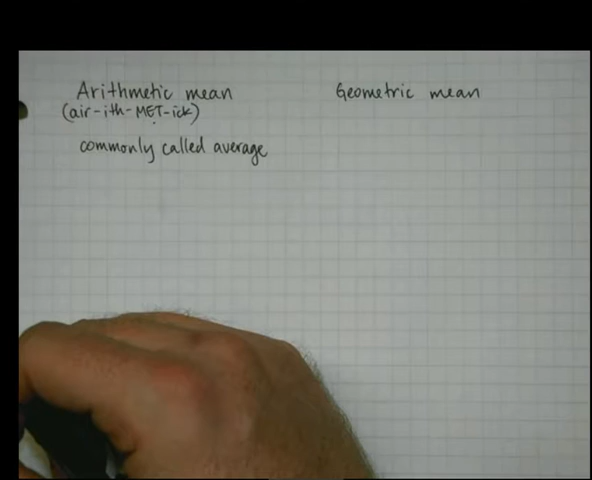 Arithmetic mean
(air-ith-MET-ick)
commonly called average
Geometric mean